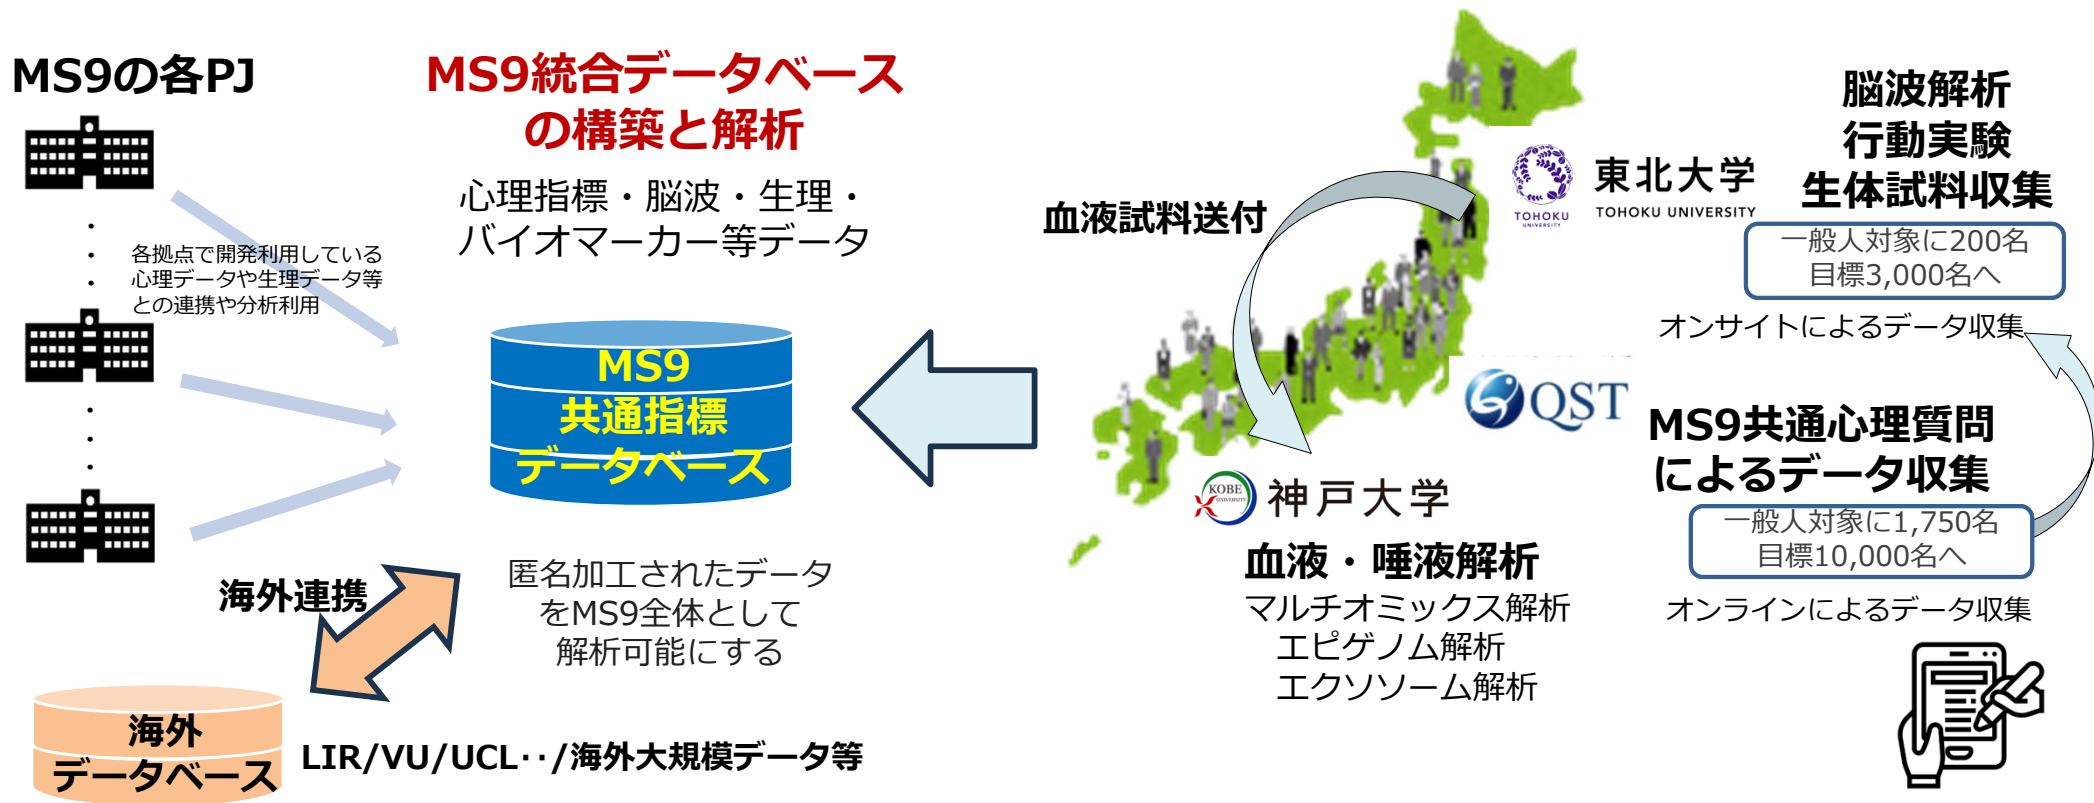 MS9の各PJ
・
・
・
各拠点で開発利用している
心理データや生理データ等
との連携や分析利用
・
・
・
MS9統合データベース
の構築と解析
心理指標・脳波・生理・
バイオマーカー等データ
MS9
共通指標
データベース
匿名加工されたデータ
をMS9全体として
解析可能にする
海外連携
海外
データベース
LIR/VU/UCL‥/海外大規模データ等
血液試料送付
TOHOKU
UNIVERSITY
東北大学
TOHOKU UNIVERSITY
QST
KOBE
UNIVERSITY
神戸大学
血液・唾液解析
マルチオミックス解析
エピゲノム解析
エクソソーム解析
脳波解析
行動実験
生体試料収集
一般人対象に200名
目標3,000名へ
オンサイトによるデータ収集
MS9共通心理質問
によるデータ収集
一般人対象に1,750名
目標10,000名へ
オンラインによるデータ収集